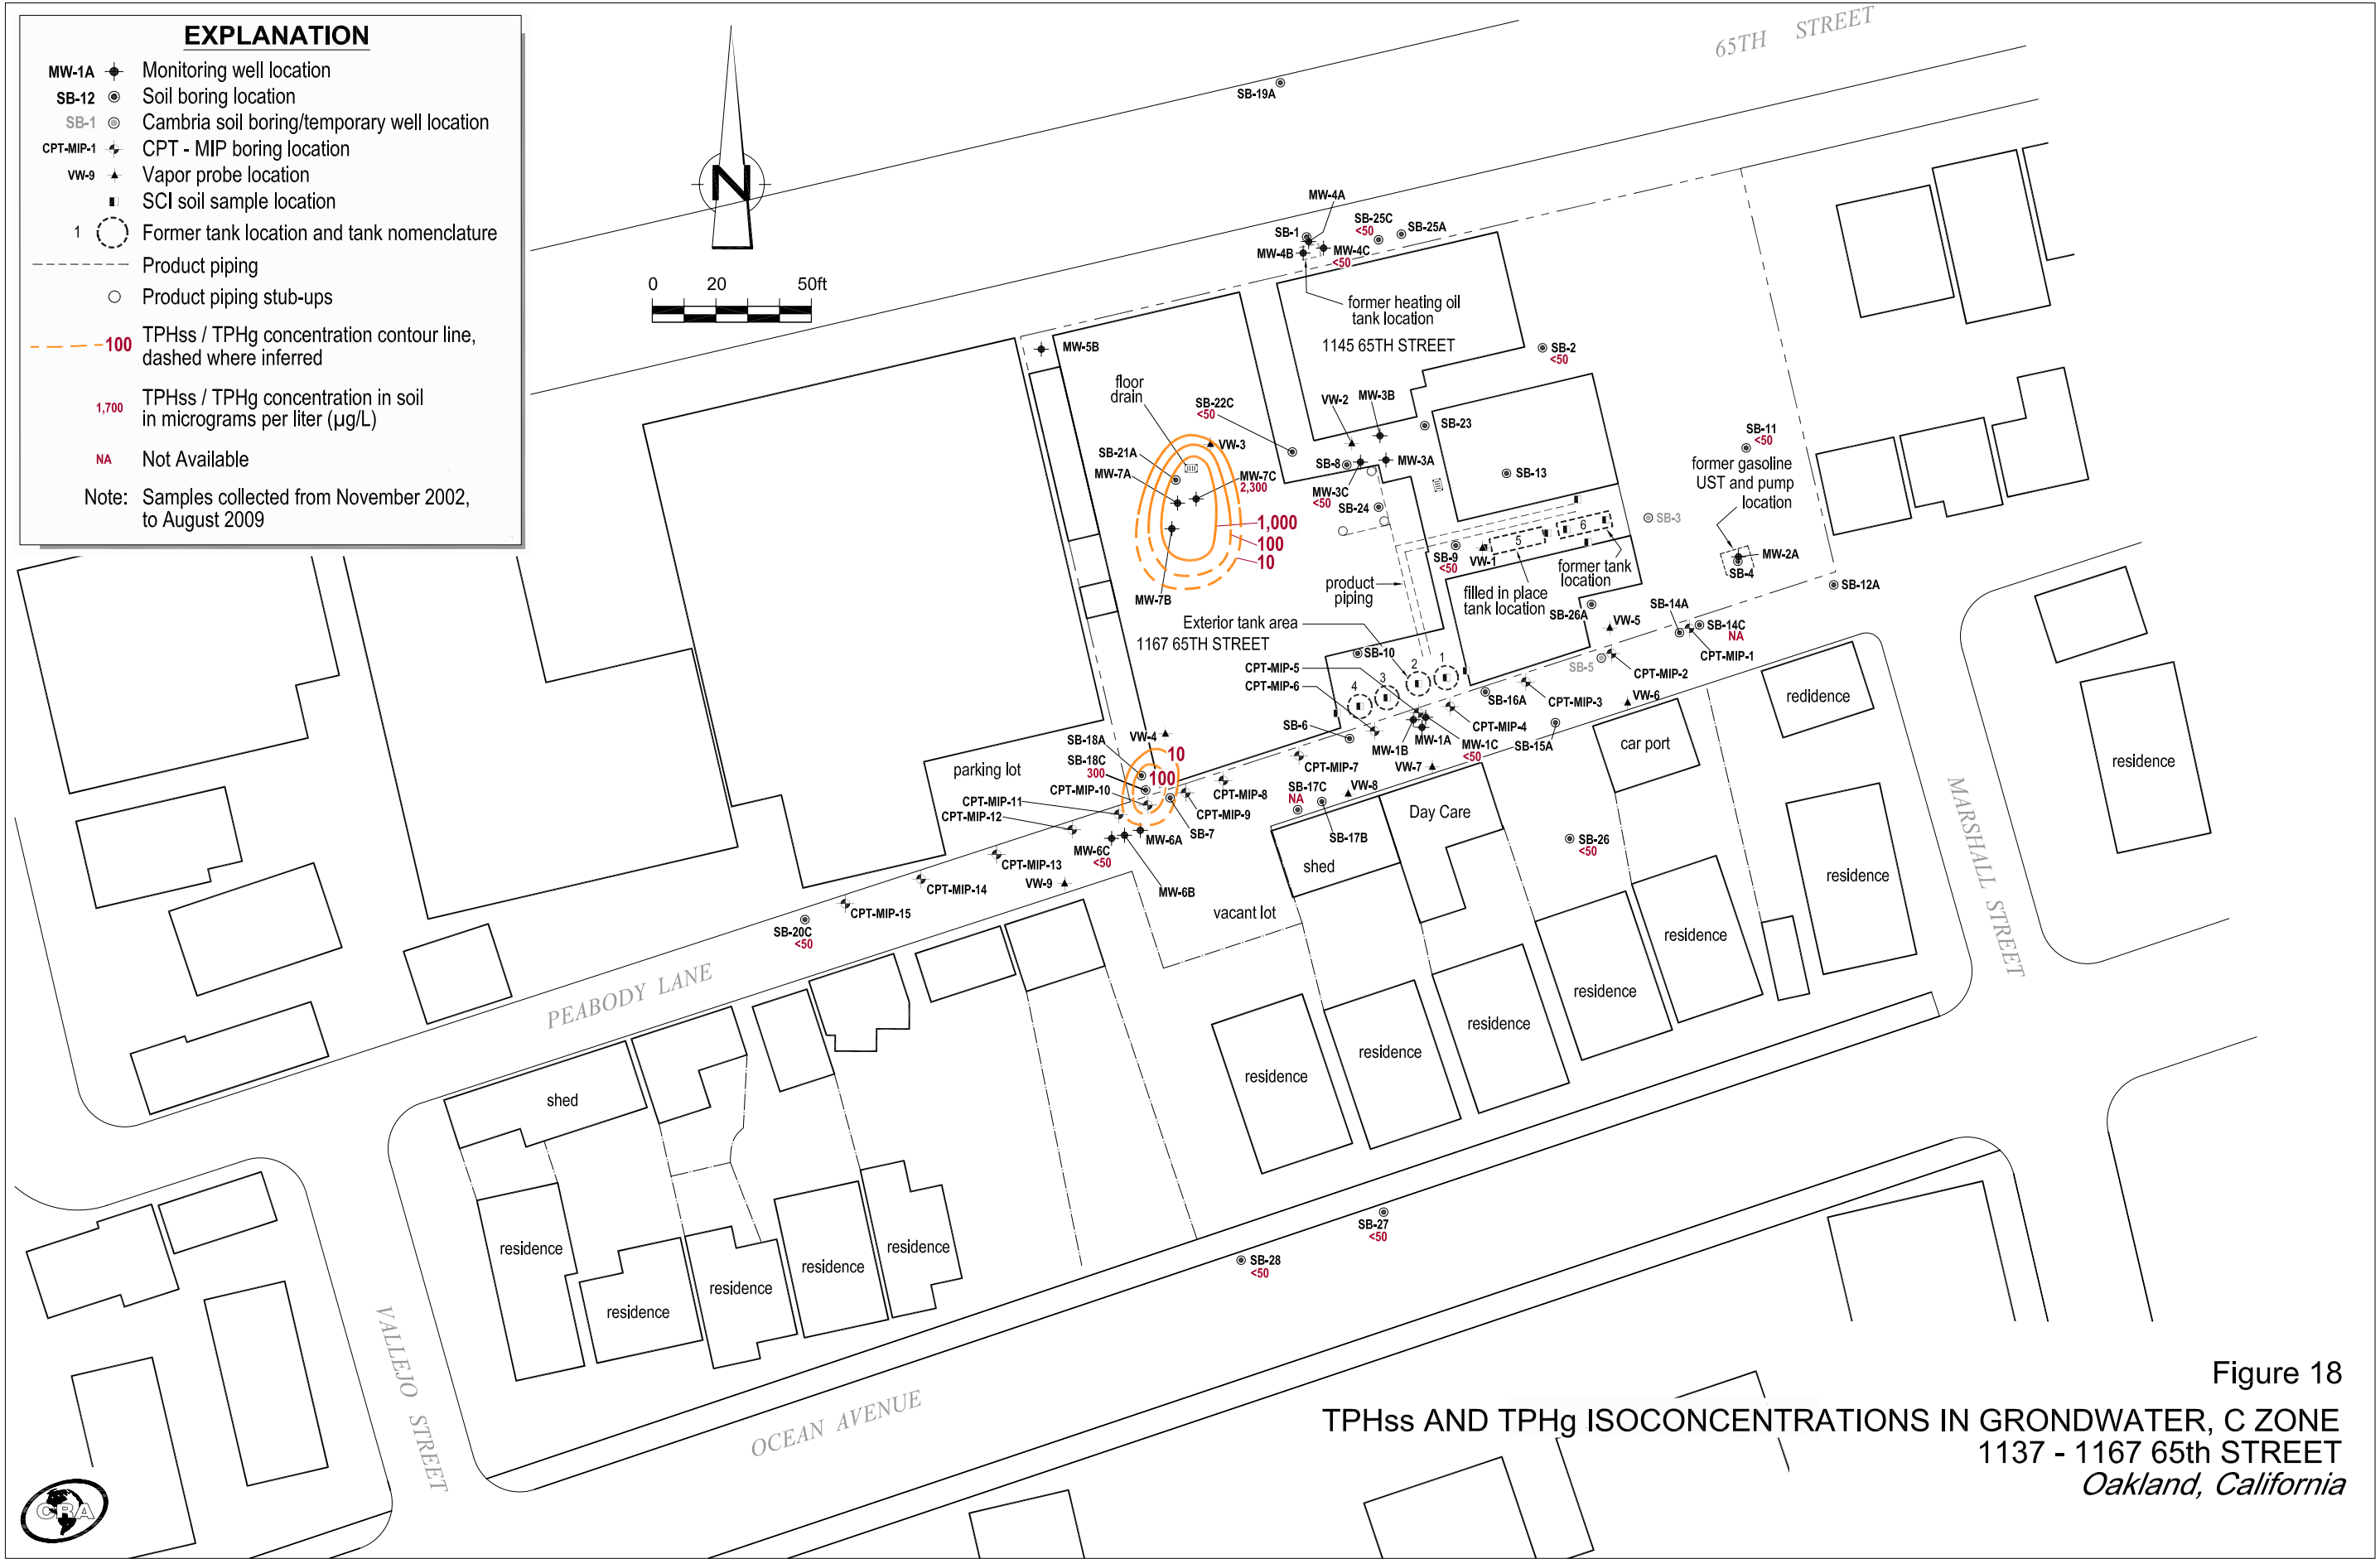 EXPLANATION
MW-1A Monitoring well location
SB-12 Soil boring location
SB-1 Cambria soil boring/temporary well location
CPT-MIP-1 CPT - MIP boring location
VW-9 Vapor probe location
SCI soil sample location
1 Former tank location and tank nomenclature
Product piping
Product piping stub-ups
100 TPHss / TPHg concentration contour line,
dashed where inferred
1,700 TPHss / TPHg concentration in soil
in micrograms per liter (µg/L)
NA Not Available
Note: Samples collected from November 2002,
to August 2009
N
0 20 50ft
65TH STREET
SB-19A
MW-4A
SB-1
MW-4B
MW-4C
<50
SB-25C
<50
SB-25A
former heating oil
tank location
1145 65TH STREET
SB-2
<50
MW-5B
floor
drain
SB-22C
<50
VW-3
VW-2
MW-3B
SB-23
SB-21A
MW-7A
MW-7C
2,300
SB-8
MW-3A
MW-3C
<50
SB-24
SB-13
SB-11
<50
former gasoline
UST and pump
location
SB-3
1,000
100
10
MW-7B
SB-9
<50
VW-1
5
6
former tank
location
filled in place
tank location
product
piping
MW-2A
SB-4
SB-12A
Exterior tank area
1167 65TH STREET
SB-26A
VW-5
SB-14A
SB-14C
NA
CPT-MIP-1
SB-5
CPT-MIP-2
SB-10
CPT-MIP-5
CPT-MIP-6
1
2
3
4
SB-16A
CPT-MIP-3
VW-6
CPT-MIP-4
SB-15A
SB-6
MW-1B
MW-1A
MW-1C
<50
VW-4
SB-18A
SB-18C
300
10
100
CPT-MIP-10
CPT-MIP-11
CPT-MIP-12
CPT-MIP-7
CPT-MIP-8
CPT-MIP-9
SB-7
VW-7
VW-8
SB-17C
NA
SB-17B
MW-6A
MW-6C
<50
MW-6B
CPT-MIP-13
VW-9
CPT-MIP-14
CPT-MIP-15
SB-20C
<50
parking lot
Day Care
shed
vacant lot
car port
redidence
residence
SB-26
<50
residence
residence
residence
residence
residence
residence
MARSHALL STREET
PEABODY LANE
shed
residence
residence
residence
residence
residence
SB-27
<50
SB-28
<50
VALLEJO STREET
OCEAN AVENUE
CRA
Figure 18
TPHss AND TPHg ISOCONCENTRATIONS IN GRONDWATER, C ZONE
1137 - 1167 65th STREET
Oakland, California